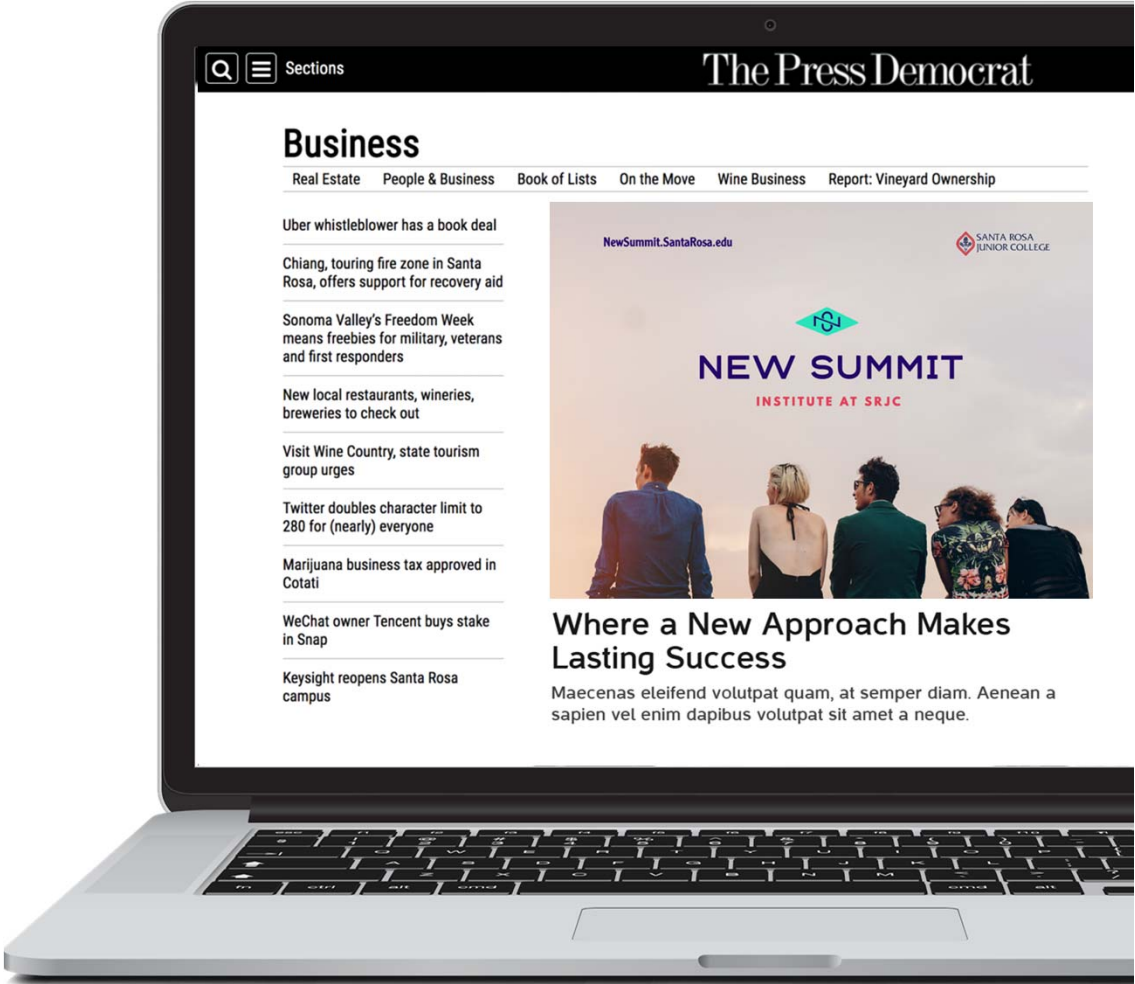 Sections
The Press Democrat
Business
Real Estate People & Business Book of Lists On the Move Wine Business Report: Vineyard Ownership
Uber whistleblower has a book deal
Chiang, touring fire zone in Santa
Rosa, offers support for recovery aid
Sonoma Valley's Freedom Week
means freebies for military, veterans
and first responders
New local restaurants, wineries,
breweries to check out
Visit Wine Country, state tourism
group urges
Twitter doubles character limit to
280 for (nearly) everyone
Marijuana business tax approved in
Cotati
WeChat owner Tencent buys stake
in Snap
Keysight reopens Santa Rosa
campus
NewSummit.SantaRosa.edu
SANTA ROSA
JUNIOR COLLEGE
NEW SUMMIT
INSTITUTE AT SRJC
Where a New Approach Makes
Lasting Success
Maecenas eleifend volutpat quam, at semper diam. Aenean a
sapien vel enim dapibus volutpat sit amet a neque.
fn ctrl alt cmd cmd alt